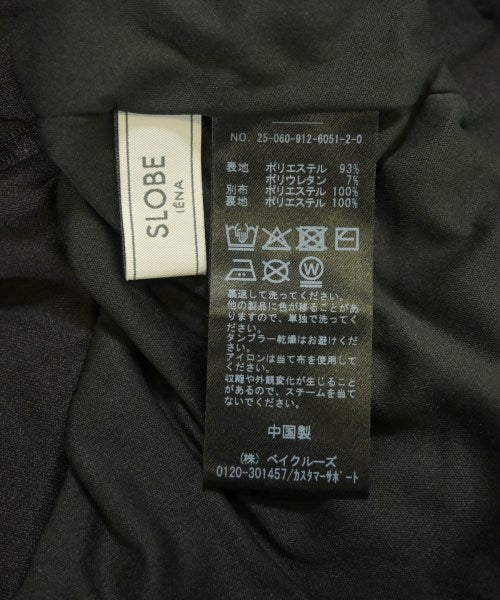 SLOBE
IÉNA
NO. 25-060-912-6051-2-0
表地 ポリエステル 93%
ポリウレタン 7%
別布 ポリエステル 100%
裏地 ポリエステル 100%
裏返して洗ってください。
他の製品に色が移ることがあ
りますので、単独で洗ってく
ださい。
タンブラー乾燥はお避けくだ
さい。
アイロンは当て布を使用して
ください。
収縮や外観変化が生じること
があるので、スチームを当て
ないでください。
中国製
(株) ベイクルーズ
0120-301457/カスタマーサポート